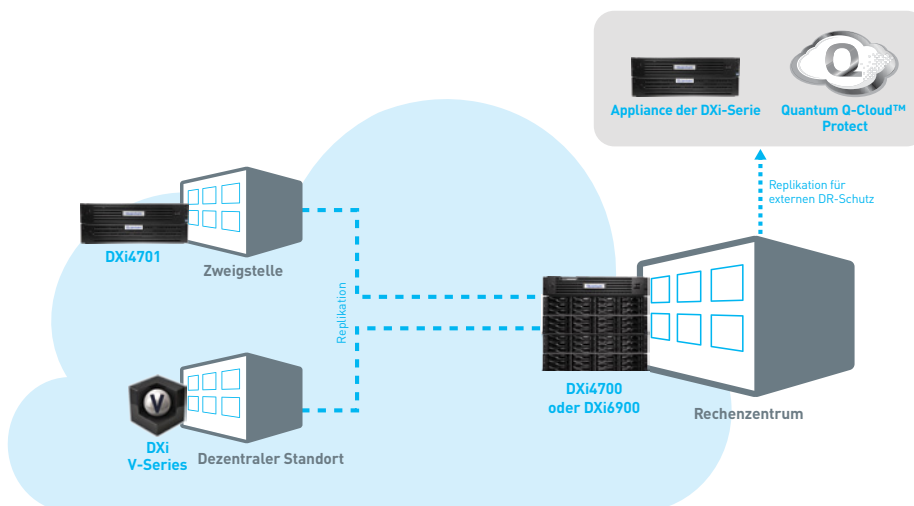 Q
Appliance der DXi-Serie
Quantum Q-Cloud™
Protect
Replikation für
externen DR-Schutz
DXi4701
Zweigstelle
Replikation
DXi4700
oder DXi6900
Rechenzentrum
V
DXi
V-Series
Dezentraler Standort